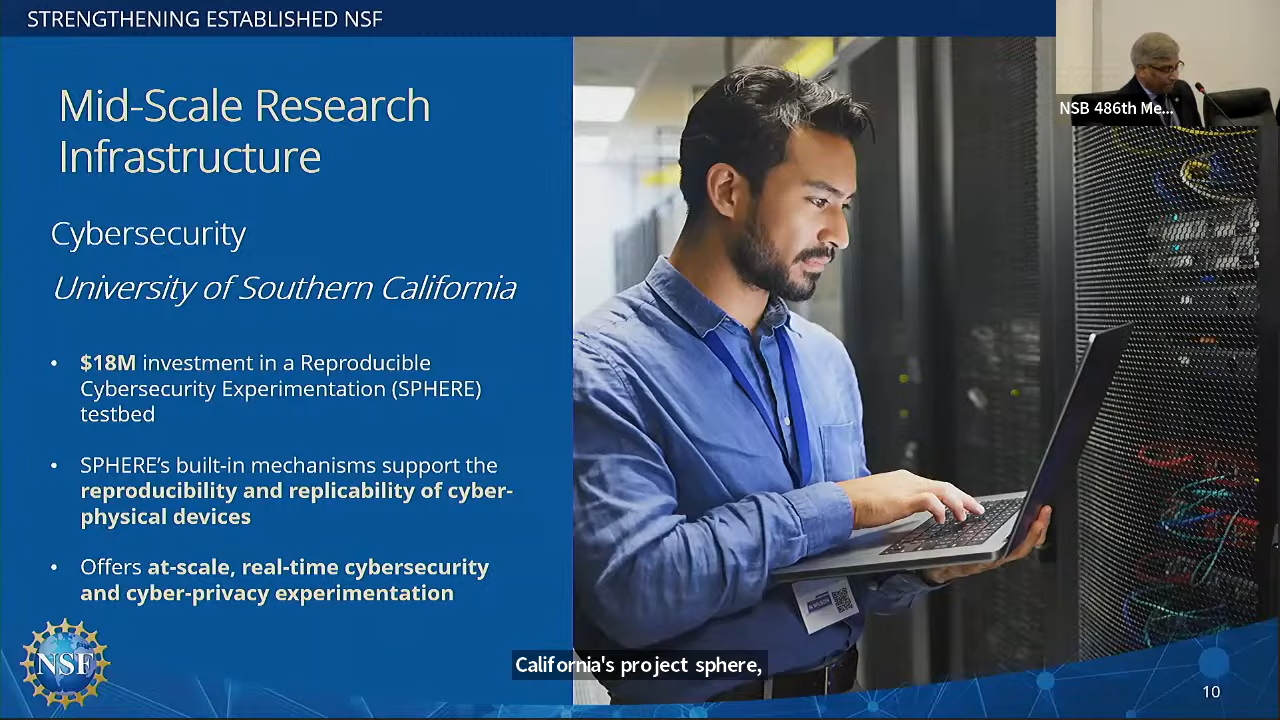 STRENGTHENING ESTABLISHED NSF
NSB 486th Me...
Mid-Scale Research
Infrastructure
Cybersecurity
University of Southern California
• $18M investment in a Reproducible
Cybersecurity Experimentation (SPHERE)
testbed
• SPHERE’s built-in mechanisms support the
reproducibility and replicability of cyber-
physical devices
• Offers at-scale, real-time cybersecurity
and cyber-privacy experimentation
NSF
California's project sphere,
10